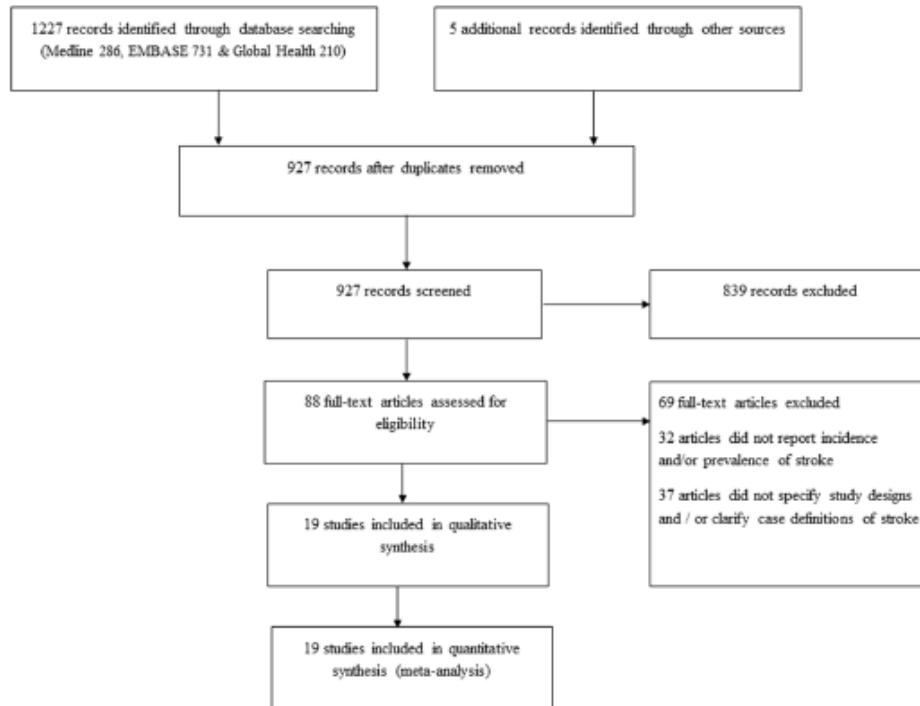 1227 records identified through database searching
(Medline 286, EMBASE 731 & Global Health 210)
5 additional records identified through other sources
927 records after duplicates removed
927 records screened
839 records excluded
88 full-text articles assessed for
eligibility
69 full-text articles excluded
32 articles did not report incidence
and/or prevalence of stroke
37 articles did not specify study designs
and / or clarify case definitions of stroke
19 studies included in qualitative
synthesis
19 studies included in quantitative
synthesis (meta-analysis)